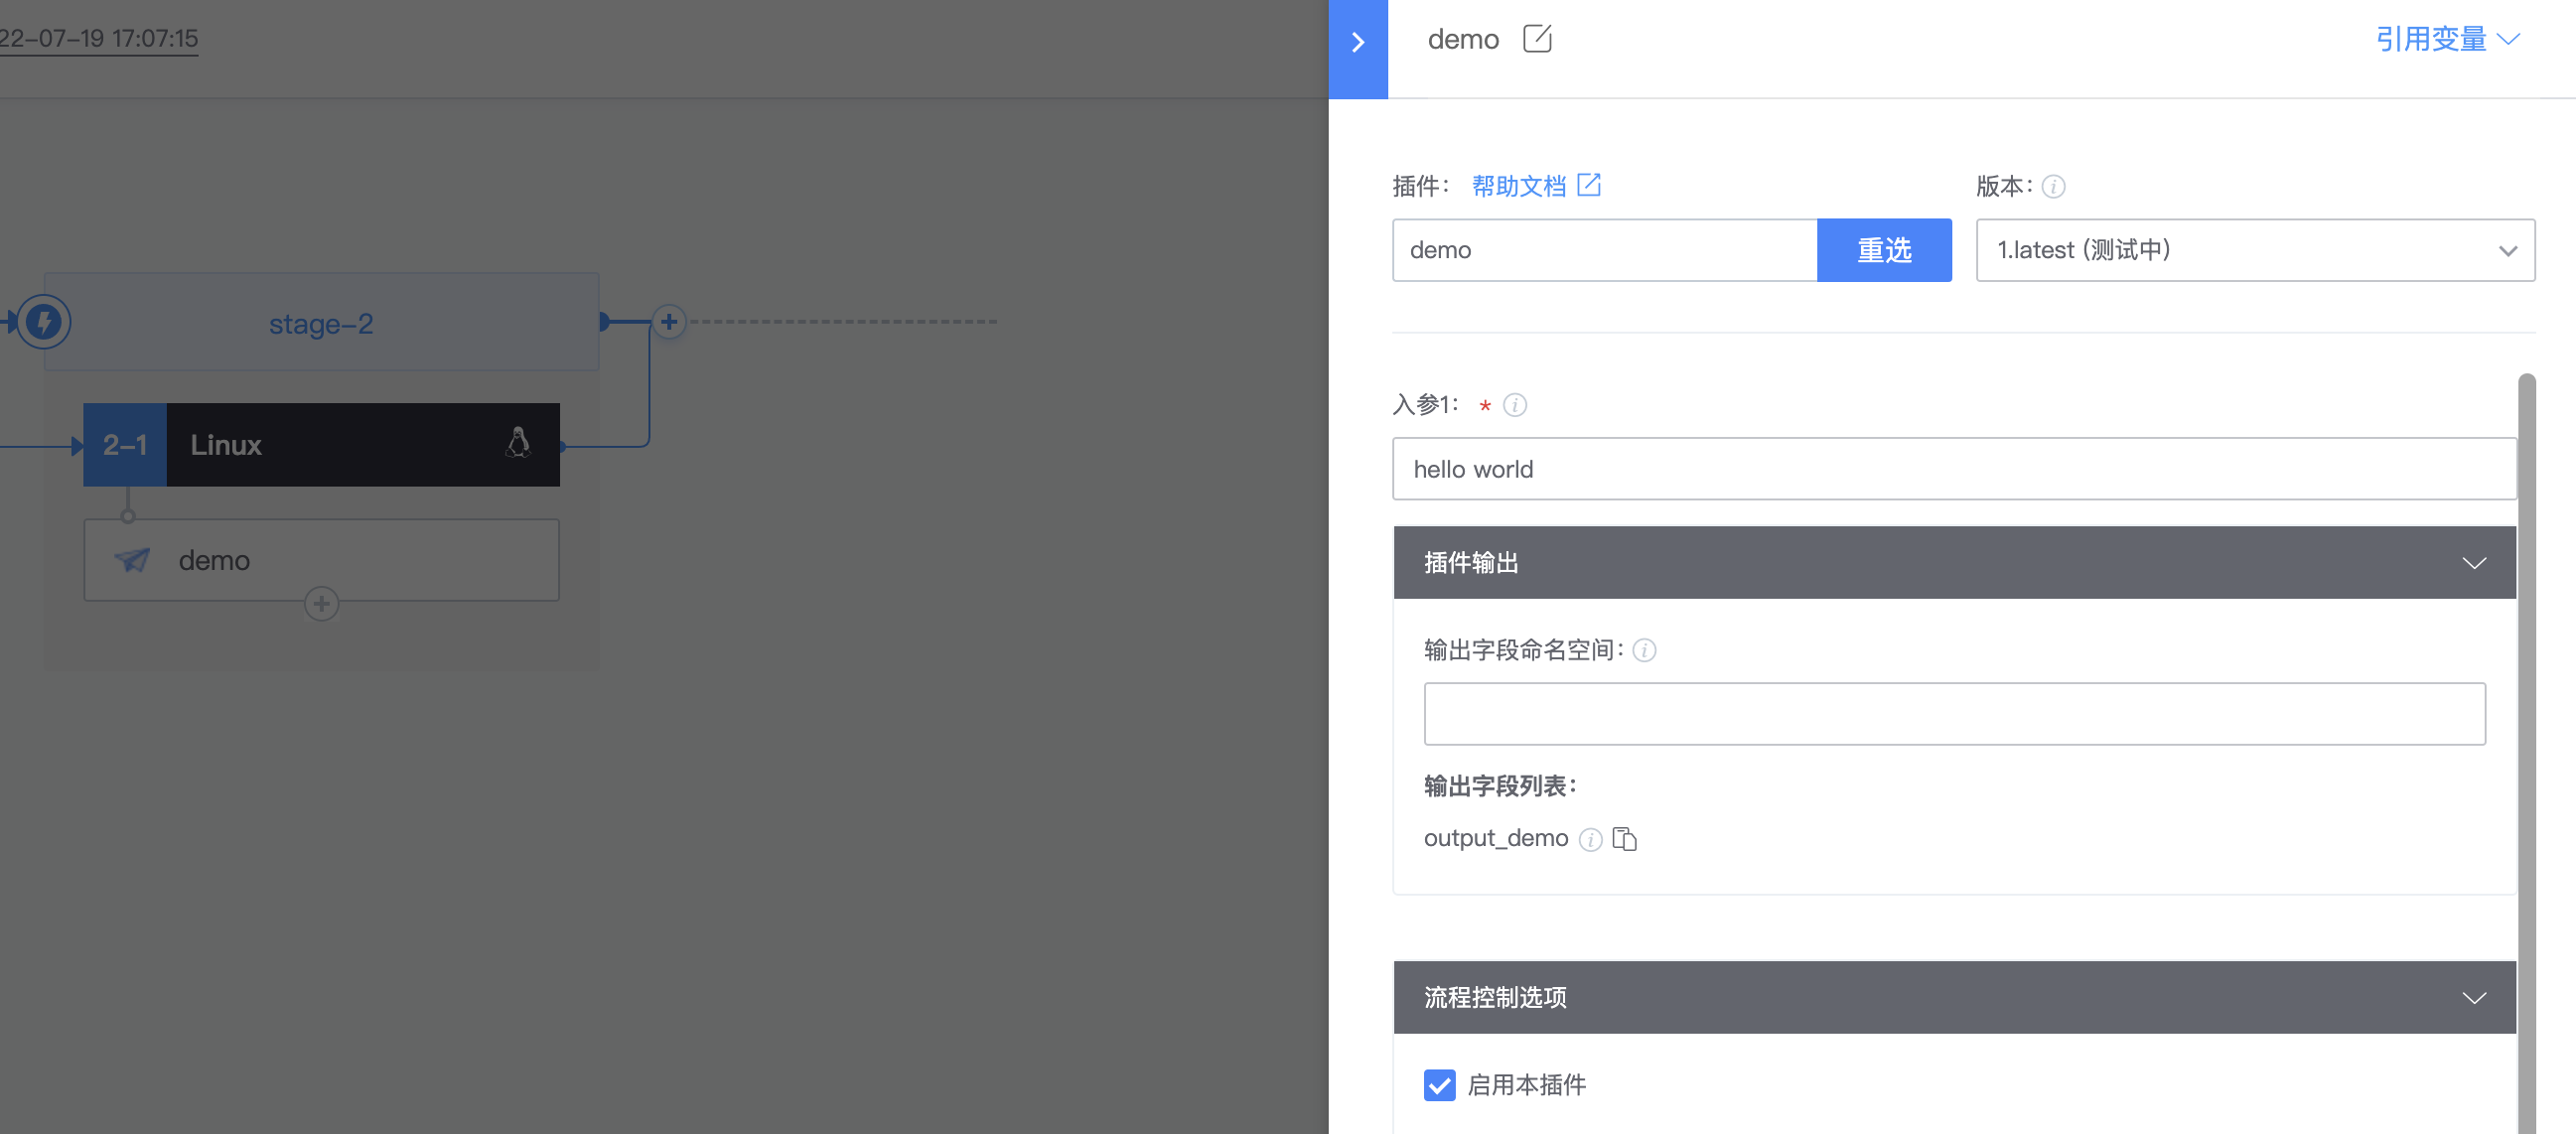 22-07-19 17:07:15
stage-2
2-1 Linux
demo
demo
引用变量
插件： 帮助文档
版本：
demo 重选
1.latest (测试中)
入参1： *
hello world
插件输出
输出字段命名空间：
输出字段列表：
output_demo
流程控制选项
启用本插件